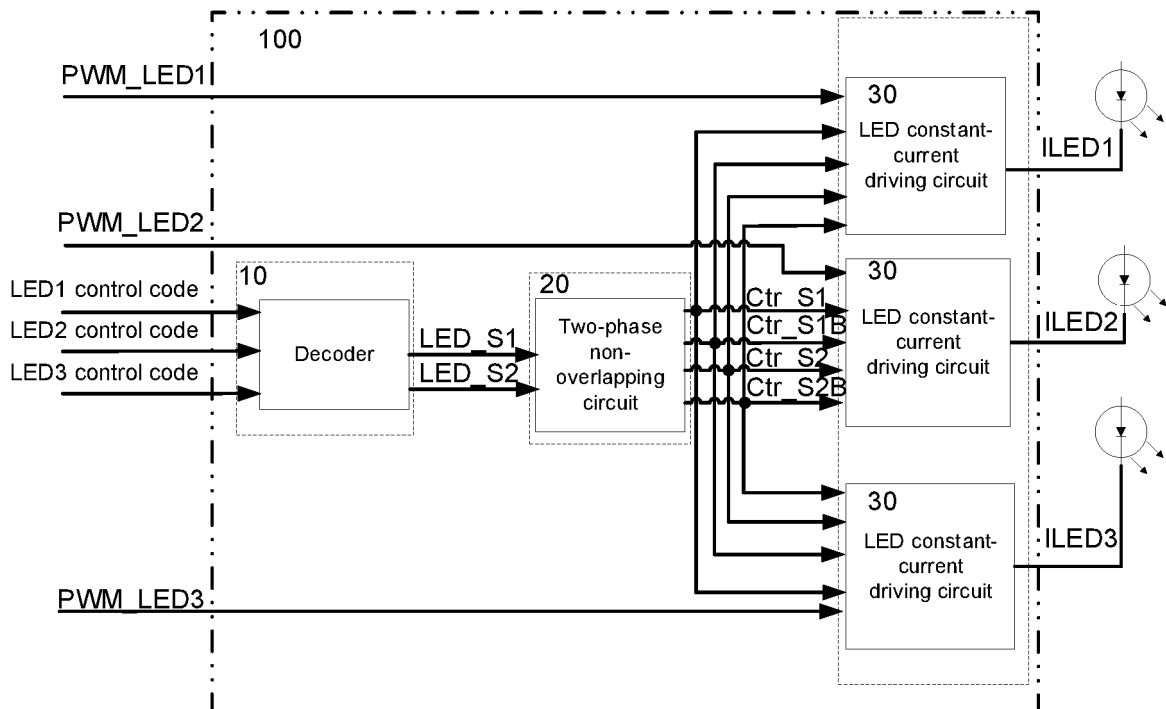 100
PWM_LED1
30
LED constant-
current
driving circuit
ILED1
PWM_LED2
10
LED1 control code
LED2 control code
LED3 control code
Decoder
LED_S1
LED_S2
20
Two-phase
non-
overlapping
circuit
Ctr_S1
Ctr_S1B
Ctr_S2
Ctr_S2B
30
LED constant-
current
driving circuit
ILED2
30
LED constant-
current
driving circuit
ILED3
PWM_LED3